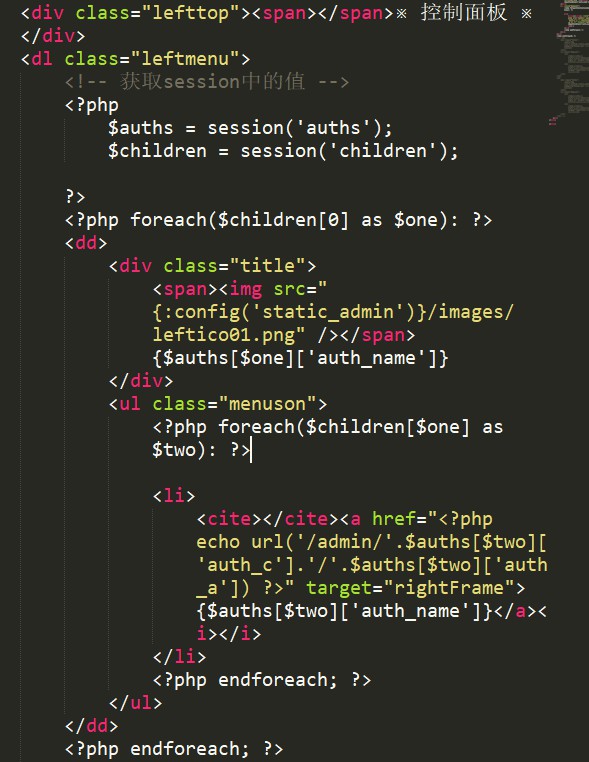 <div class="lefttop"><span></span>※ 控制面板 ※
</div>
<dl class="leftmenu">
<!-- 获取session中的值 -->
<?php
$auths = session('auths');
$children = session('children');
?>
<?php foreach($children[0] as $one): ?>
<dd>
<div class="title">
<span><img src="
{:config('static_admin')}/images/
leftico01.png" /></span>
{$auths[$one]['auth_name']}
</div>
<ul class="menuson">
<?php foreach($children[$one] as
$two): ?>
<li>
<cite></cite><a href="<?php
echo url('/admin/'.$auths[$two][
'auth_c'].'/'.$auths[$two]['auth
_a']) ?>" target="rightFrame">
{$auths[$two]['auth_name']}</a><
i></i>
</li>
<?php endforeach; ?>
</ul>
</dd>
<?php endforeach; ?>